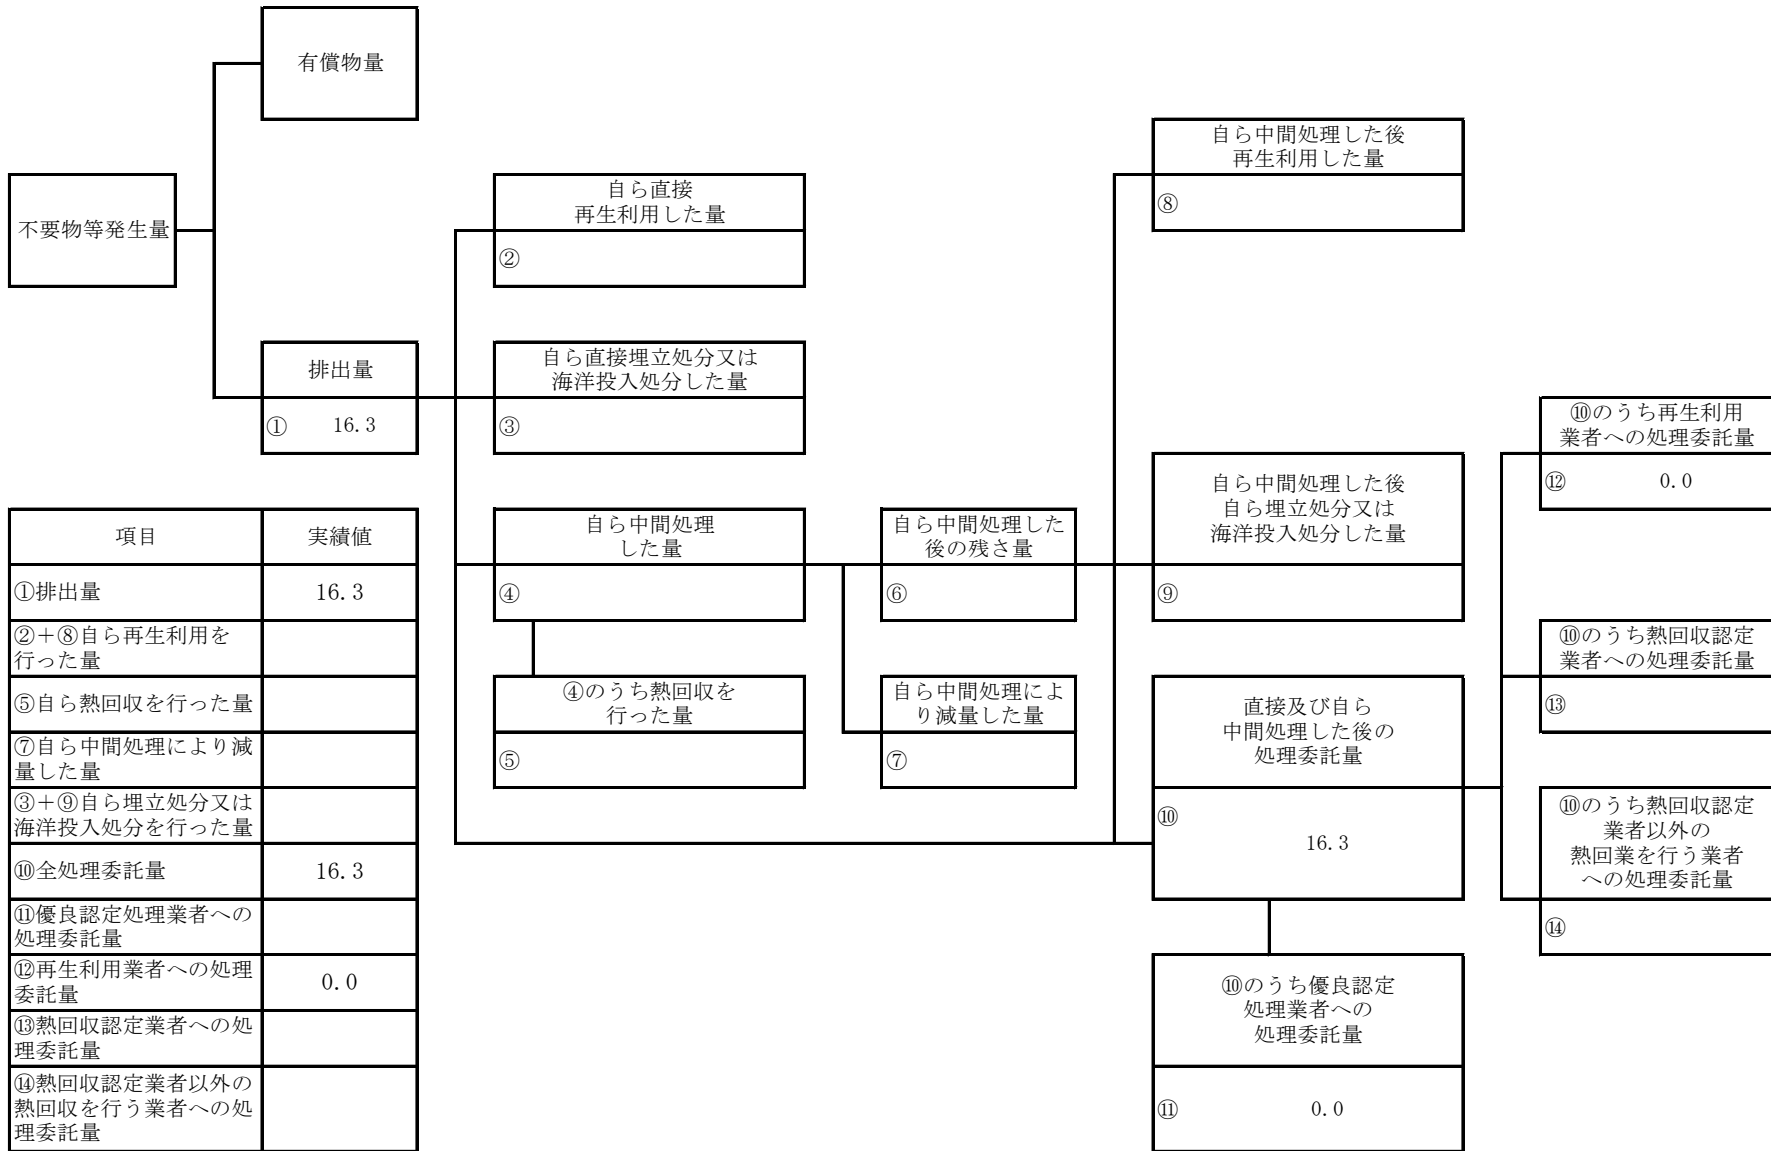 有償物量
不要物等発生量
排出量
① 16.3
自ら直接
再生利用した量
②
自ら直接埋立処分又は
海洋投入処分した量
③
自ら中間処理
した量
④
④のうち熱回収を
行った量
⑤
自ら中間処理した
後の残さ量
⑥
自ら中間処理によ
り減量した量
⑦
自ら中間処理した後
再生利用した量
⑧
自ら中間処理した後
自ら埋立処分又は
海洋投入処分した量
⑨
直接及び自ら
中間処理した後の
処理委託量
⑩
16.3
⑩のうち優良認定
処理業者への
処理委託量
⑪ 0.0
⑩のうち再生利用
業者への処理委託量
⑫ 0.0
⑩のうち熱回収認定
業者への処理委託量
⑬
⑩のうち熱回収認定
業者以外の
熱回業を行う業者
への処理委託量
⑭
項目 実績値
①排出量 16.3
②＋⑧自ら再生利用を
行った量
⑤自ら熱回収を行った量
⑦自ら中間処理により減
量した量
③＋⑨自ら埋立処分又は
海洋投入処分を行った量
⑩全処理委託量 16.3
⑪優良認定処理業者への
処理委託量
⑫再生利用業者への処理
委託量 0.0
⑬熱回収認定業者への処
理委託量
⑭熱回収認定業者以外の
熱回収を行う業者への処
理委託量